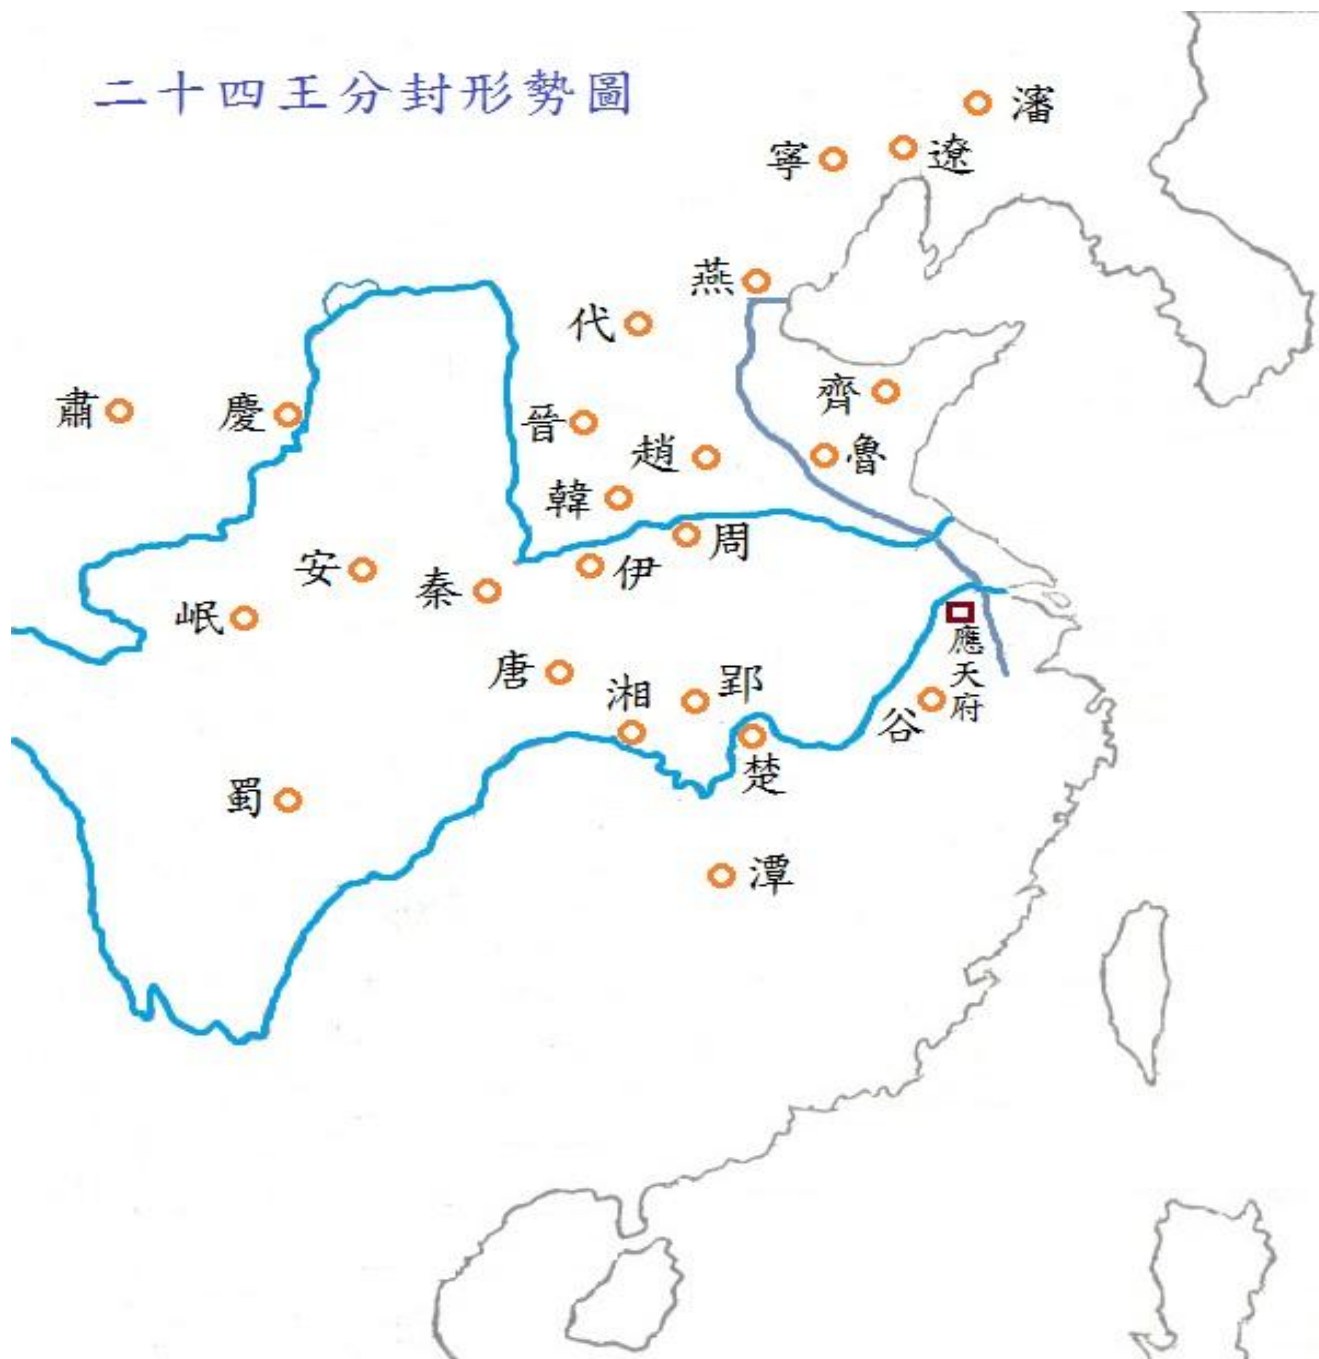 二十四王分封形勢圖
瀋
遼
寧
燕
代
齊
肅
慶
晉
趙
魯
韓
周
安
伊
秦
岷
應天府
唐
湘
郢
谷
楚
蜀
潭